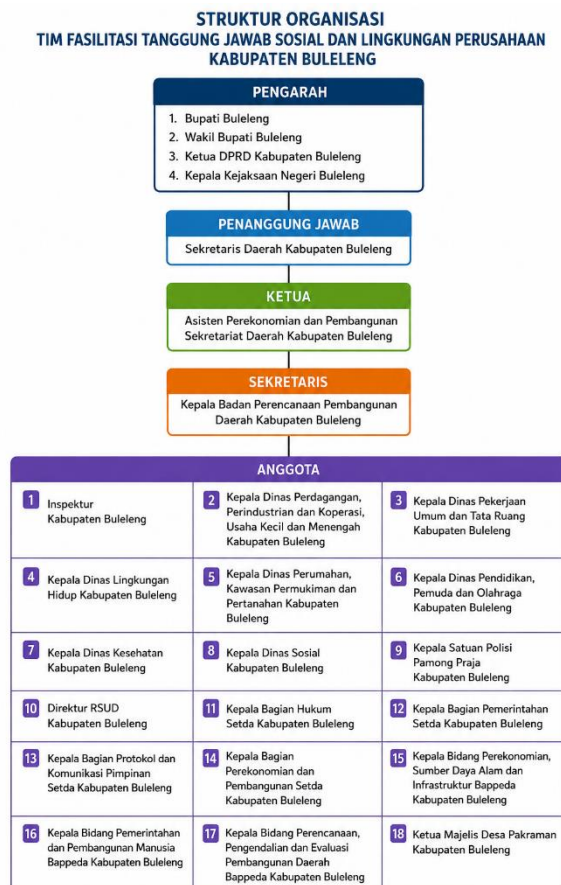 STRUKTUR ORGANISASI
TIM FASILITASI TANGGUNG JAWAB SOSIAL DAN LINGKUNGAN PERUSAHAAN
KABUPATEN BULELENG
PENGARAH
1. Bupati Buleleng
2. Wakil Bupati Buleleng
3. Ketua DPRD Kabupaten Buleleng
4. Kepala Kejaksaan Negeri Buleleng
PENANGGUNG JAWAB
Sekretaris Daerah Kabupaten Buleleng
KETUA
Asisten Perekonomian dan Pembangunan
Sekretariat Daerah Kabupaten Buleleng
SEKRETARIS
Kepala Badan Perencanaan Pembangunan
Daerah Kabupaten Buleleng
ANGGOTA
1
Inspektur
Kabupaten Buleleng
2
Kepala Dinas Perdagangan,
Perindustrian dan Koperasi,
Usaha Kecil dan Menengah
Kabupaten Buleleng
3
Kepala Dinas Pekerjaan
Umum dan Tata Ruang
Kabupaten Buleleng
4
Kepala Dinas Lingkungan
Hidup Kabupaten Buleleng
5
Kepala Dinas Perumahan,
Kawasan Permukiman dan
Pertanahan Kabupaten
Buleleng
6
Kepala Dinas Pendidikan,
Pemuda dan Olahraga
Kabupaten Buleleng
7
Kepala Dinas Kesehatan
Kabupaten Buleleng
8
Kepala Dinas Sosial
Kabupaten Buleleng
9
Kepala Satuan Polisi
Pamong Praja
Kabupaten Buleleng
10
Direktur RSUD
Kabupaten Buleleng
11
Kepala Bagian Hukum
Setda Kabupaten Buleleng
12
Kepala Bagian Pemerintahan
Setda Kabupaten Buleleng
13
Kepala Bagian Protokol dan
Komunikasi Pimpinan
Setda Kabupaten Buleleng
14
Kepala Bagian
Perekonomian dan
Pembangunan Setda
Kabupaten Buleleng
15
Kepala Bidang Perekonomian,
Sumber Daya Alam dan
Infrastruktur Bappeda
Kabupaten Buleleng
16
Kepala Bidang Pemerintahan
dan Pembangunan Manusia
Bappeda Kabupaten Buleleng
17
Kepala Bidang Perencanaan,
Pengendalian dan Evaluasi
Pembangunan Daerah
Bappeda Kabupaten Buleleng
18
Ketua Majelis Desa Pakraman
Kabupaten Buleleng